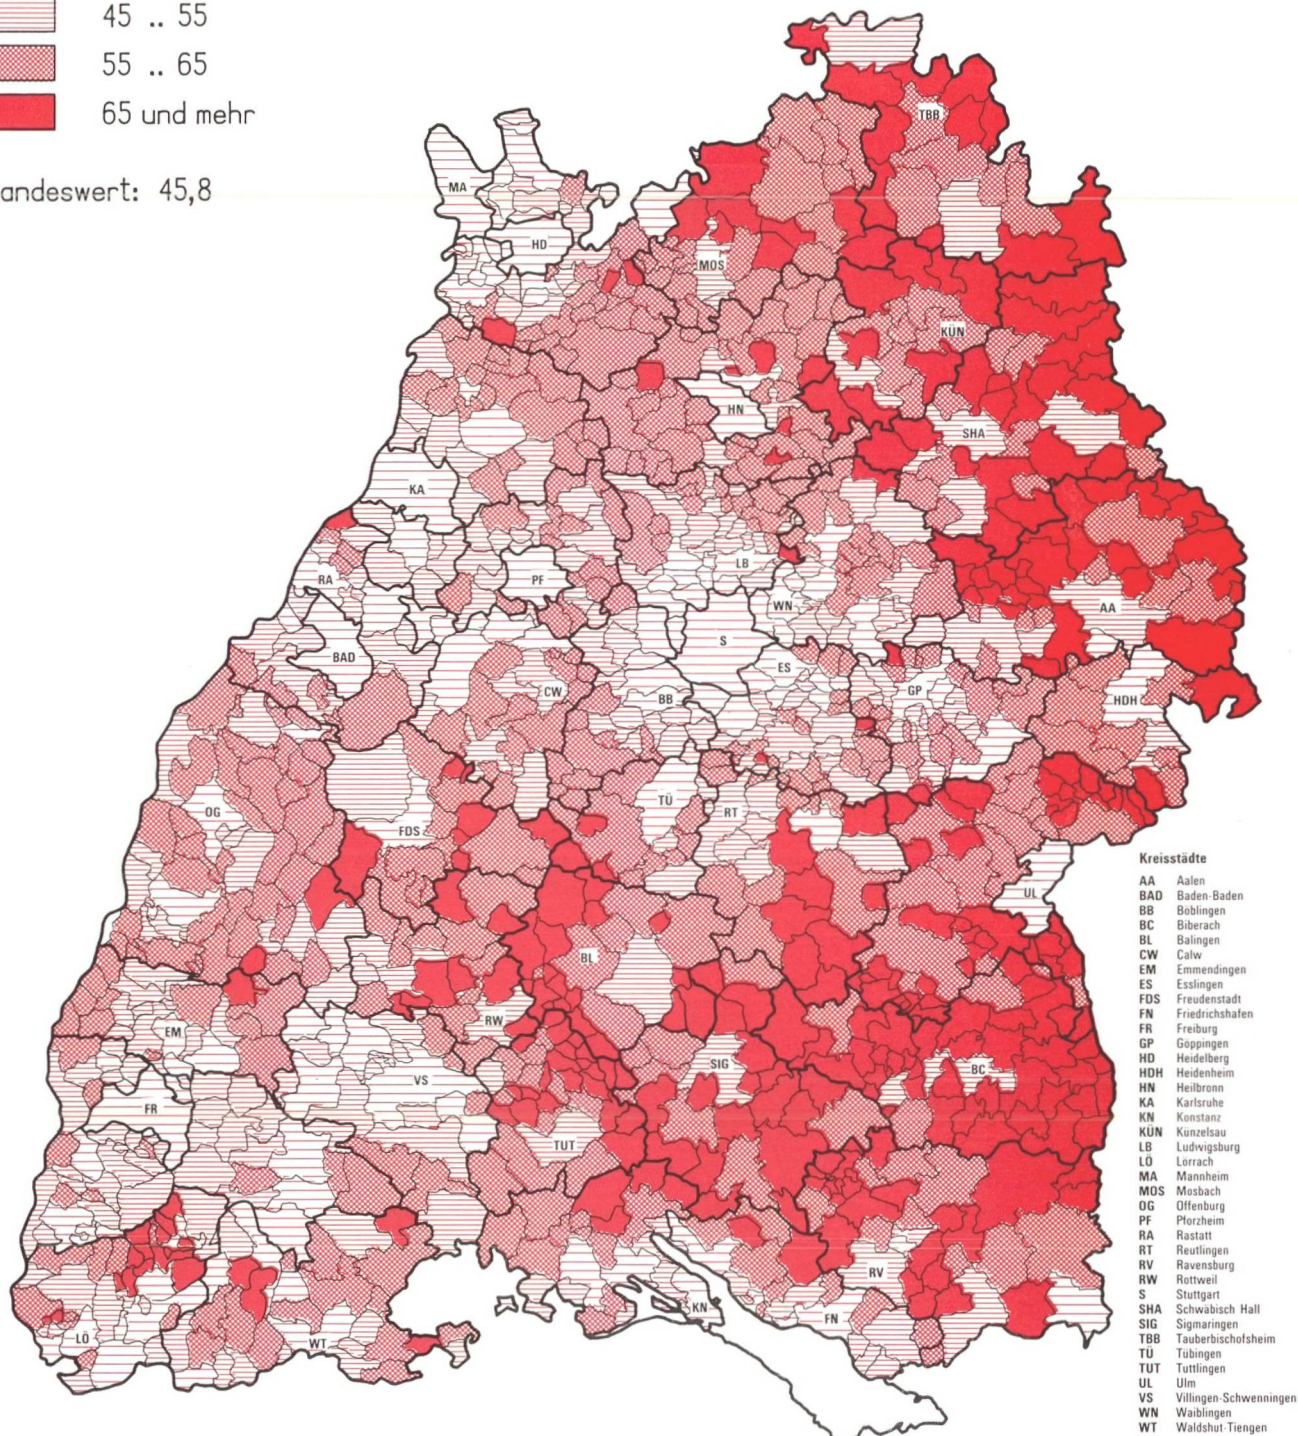 45 .. 55
55 .. 65
65 und mehr
andeswert: 45,8
TBB
MA
HD
MOS
KÜN
HN
SHA
KA
LB
PF
RA
WN
AA
S
BAD
ES
CW
GP
BB
HDH
TÜ
OG
RT
FDS
UL
BL
RW
EM
SIG
BC
VS
FR
TUT
RV
KN
FN
LÖ
WT
Kreisstädte
AA Aalen
BAD Baden-Baden
BB Böblingen
BC Biberach
BL Balingen
CW Calw
EM Emmendingen
ES Esslingen
FDS Freudenstadt
FN Friedrichshafen
FR Freiburg
GP Göppingen
HD Heidelberg
HDH Heidenheim
HN Heilbronn
KA Karlsruhe
KN Konstanz
KÜN Künzelsau
LB Ludwigsburg
LÖ Lörrach
MA Mannheim
MOS Mosbach
OG Offenburg
PF Pforzheim
RA Rastatt
RT Reutlingen
RV Ravensburg
RW Rottweil
S Stuttgart
SHA Schwäbisch Hall
SIG Sigmaringen
TBB Tauberbischofsheim
TÜ Tübingen
TUT Tuttlingen
UL Ulm
VS Villingen-Schwenningen
WN Waiblingen
WT Waldshut-Tiengen